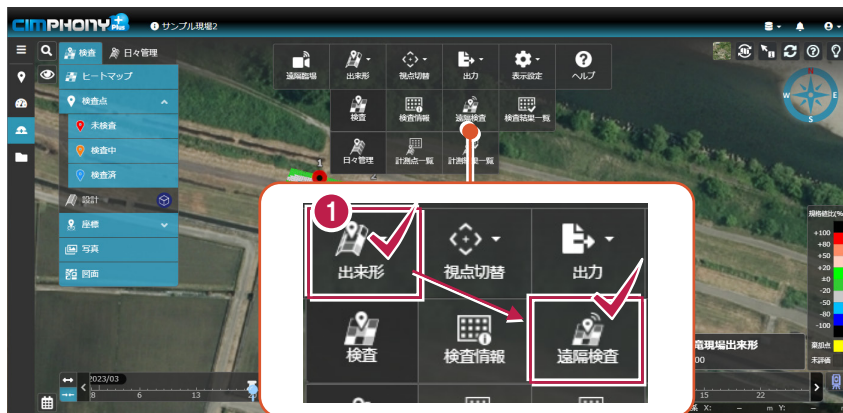 CIMPHONY Plus
サンプル現場2
検査 日々管理
ヒートマップ
検査点
未検査
検査中
検査済
設計
座標
写真
図面
遠隔臨場 出来形 視点切替 出力 表示設定 ヘルプ
検査 検査情報 遠隔検査 検査結果一覧
日々管理 計測点一覧
1
2
W E
S
1
出来形 視点切替 出力
検査 検査情報 遠隔検査
規格値比(%
+100
+80
+50
+20
±0
-20
-50
-80
-100
棄却点
未評価
竜現場出来形
00
2023/03
6 13
15 22
系 X: – m Y: –